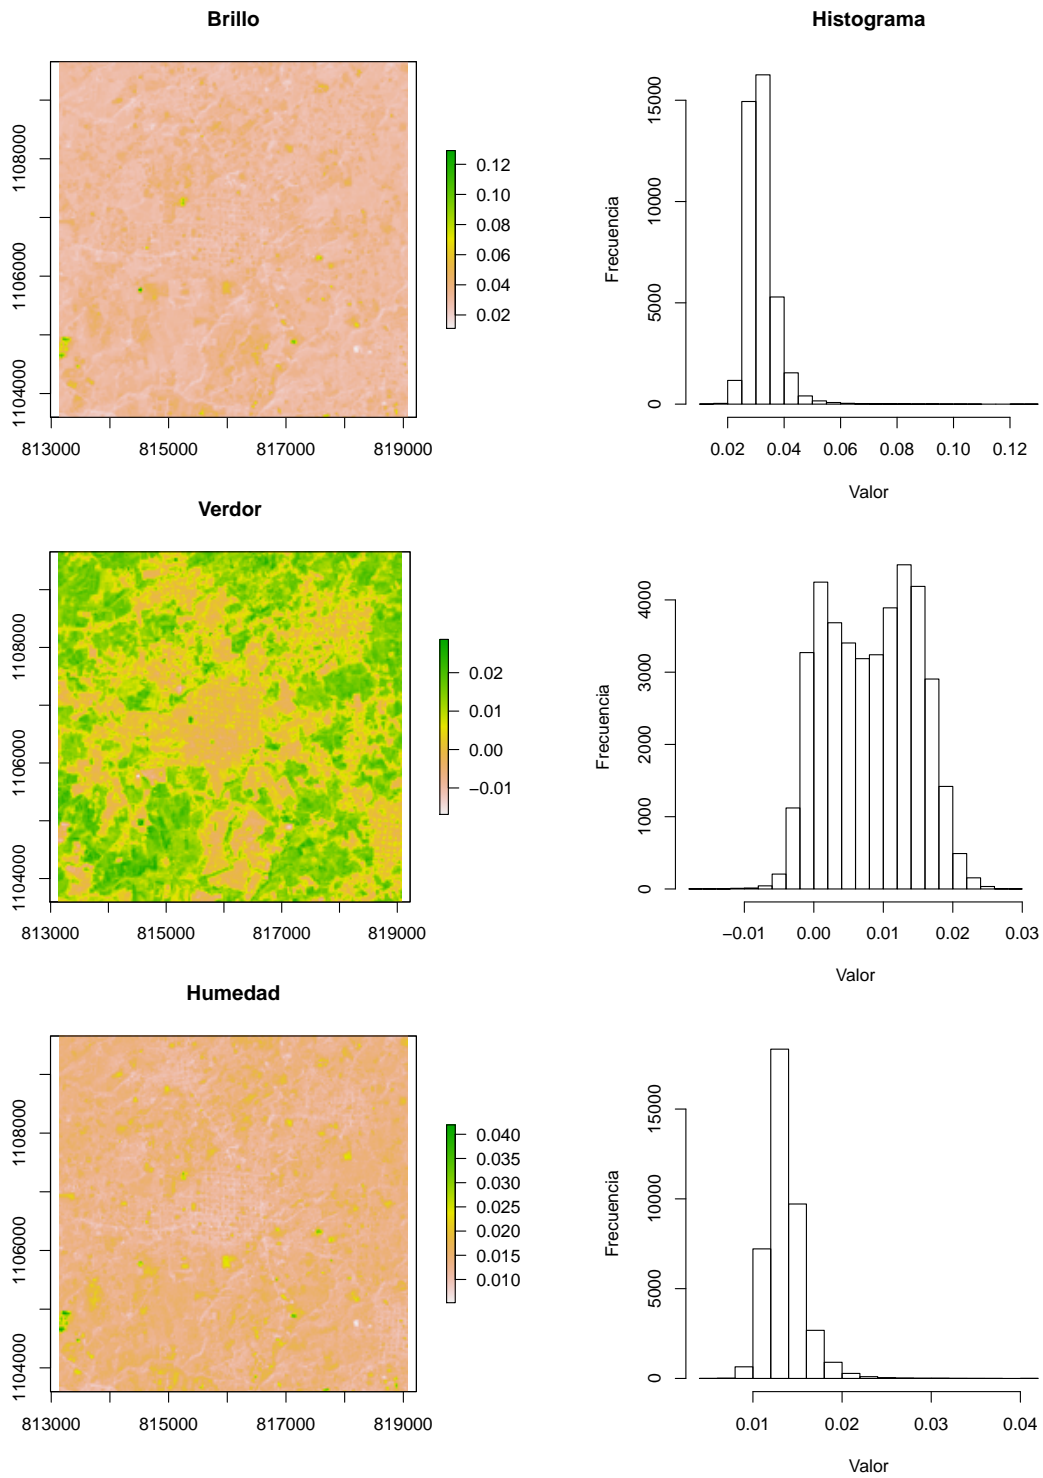 Brillo
Histograma
1104000 1106000 1108000
813000 815000 817000 819000
0.12
0.10
0.08
0.06
0.04
0.02
Frecuencia
0 5000 10000 15000
0.02 0.04 0.06 0.08 0.10 0.12
Valor
Verdor
1104000 1106000 1108000
813000 815000 817000 819000
0.02
0.01
0.00
−0.01
Frecuencia
0 1000 2000 3000 4000
−0.01 0.00 0.01 0.02 0.03
Valor
Humedad
1104000 1106000 1108000
813000 815000 817000 819000
0.040
0.035
0.030
0.025
0.020
0.015
0.010
Frecuencia
0 5000 10000 15000
0.01 0.02 0.03 0.04
Valor